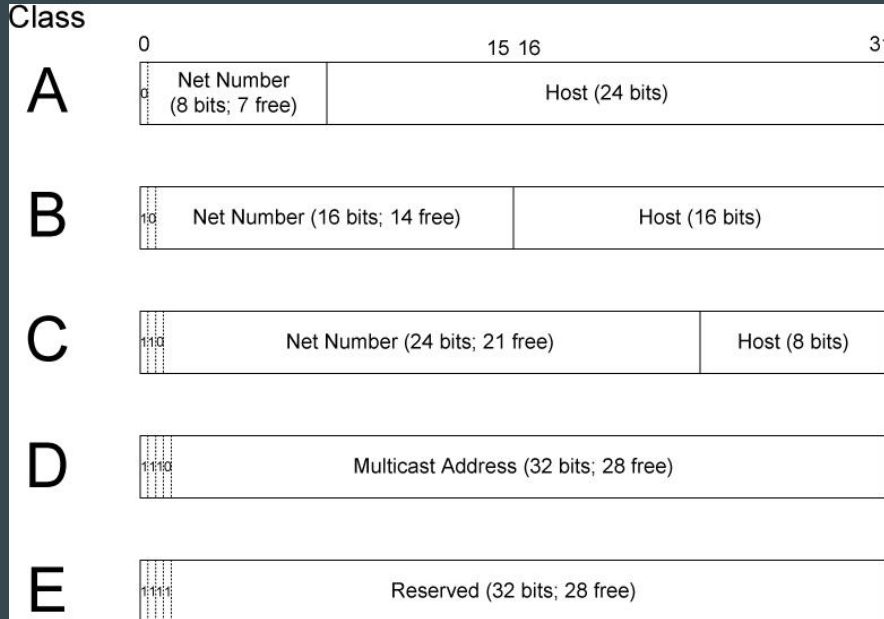 Class
0 15 16 31
A
0
Net Number
(8 bits; 7 free)
Host (24 bits)
B
10
Net Number (16 bits; 14 free)
Host (16 bits)
C
110
Net Number (24 bits; 21 free)
Host (8 bits)
D
1110
Multicast Address (32 bits; 28 free)
E
1111
Reserved (32 bits; 28 free)